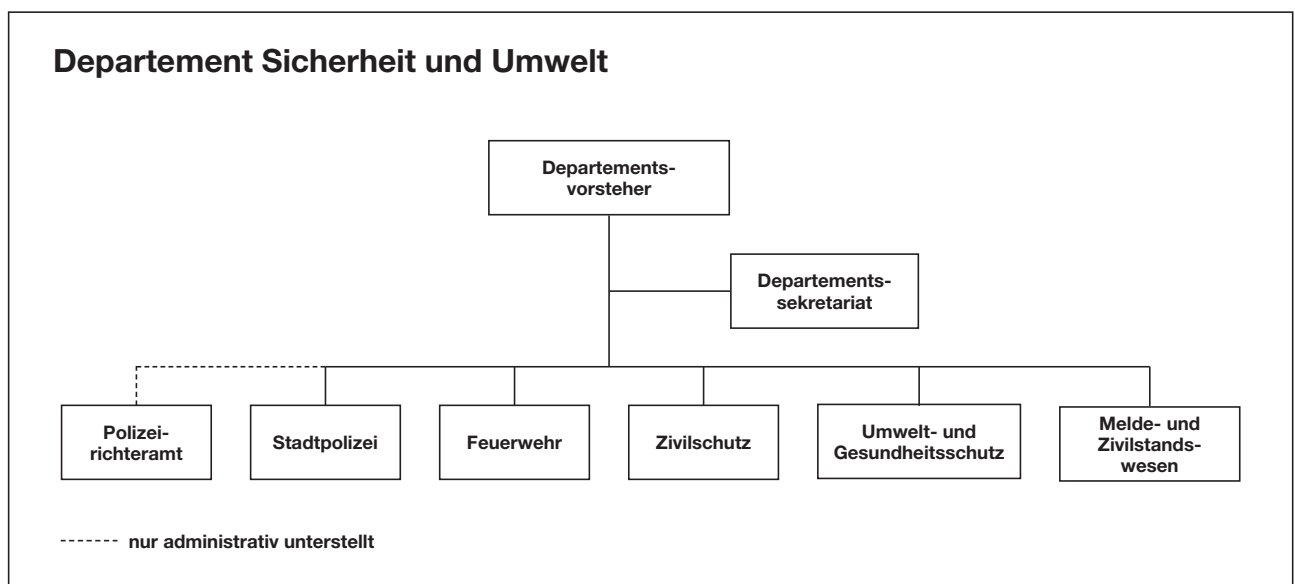 Departement Sicherheit und Umwelt
Departements-
vorsteher
Departements-
sekretariat
Polizei-
richteramt
Stadtpolizei
Feuerwehr
Zivilschutz
Umwelt- und
Gesundheitsschutz
Melde- und
Zivilstands-
wesen
nur administrativ unterstellt